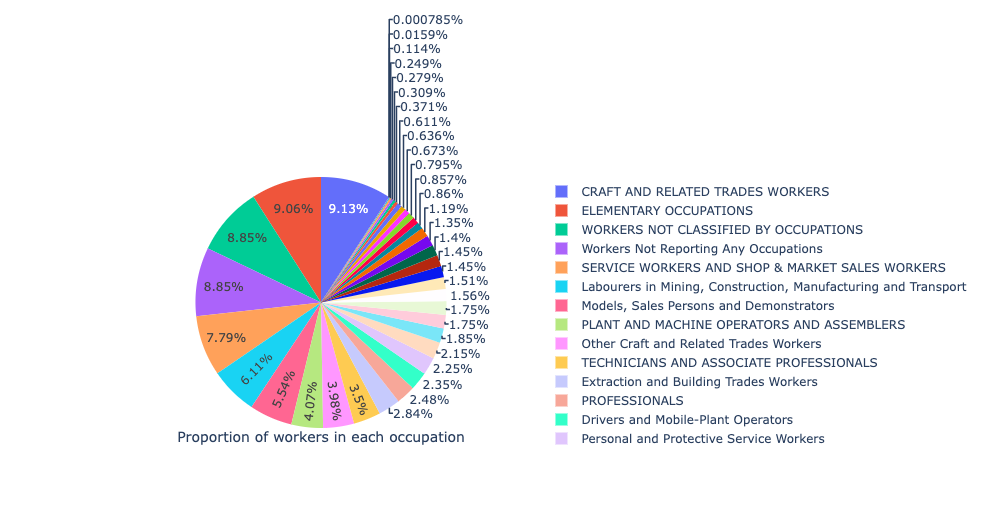 0.000785%
0.0159%
0.114%
0.249%
0.279%
0.309%
0.371%
0.611%
0.636%
0.673%
0.795%
0.857%
0.86%
1.19%
1.35%
1.4%
1.45%
1.45%
1.51%
1.56%
1.75%
1.75%
1.85%
2.15%
2.25%
2.35%
2.48%
2.84%
9.13%
9.06%
8.85%
8.85%
7.79%
6.11%
5.54%
4.07%
3.98%
3.5%
Proportion of workers in each occupation
CRAFT AND RELATED TRADES WORKERS
ELEMENTARY OCCUPATIONS
WORKERS NOT CLASSIFIED BY OCCUPATIONS
Workers Not Reporting Any Occupations
SERVICE WORKERS AND SHOP & MARKET SALES WORKERS
Labourers in Mining, Construction, Manufacturing and Transport
Models, Sales Persons and Demonstrators
PLANT AND MACHINE OPERATORS AND ASSEMBLERS
Other Craft and Related Trades Workers
TECHNICIANS AND ASSOCIATE PROFESSIONALS
Extraction and Building Trades Workers
PROFESSIONALS
Drivers and Mobile-Plant Operators
Personal and Protective Service Workers